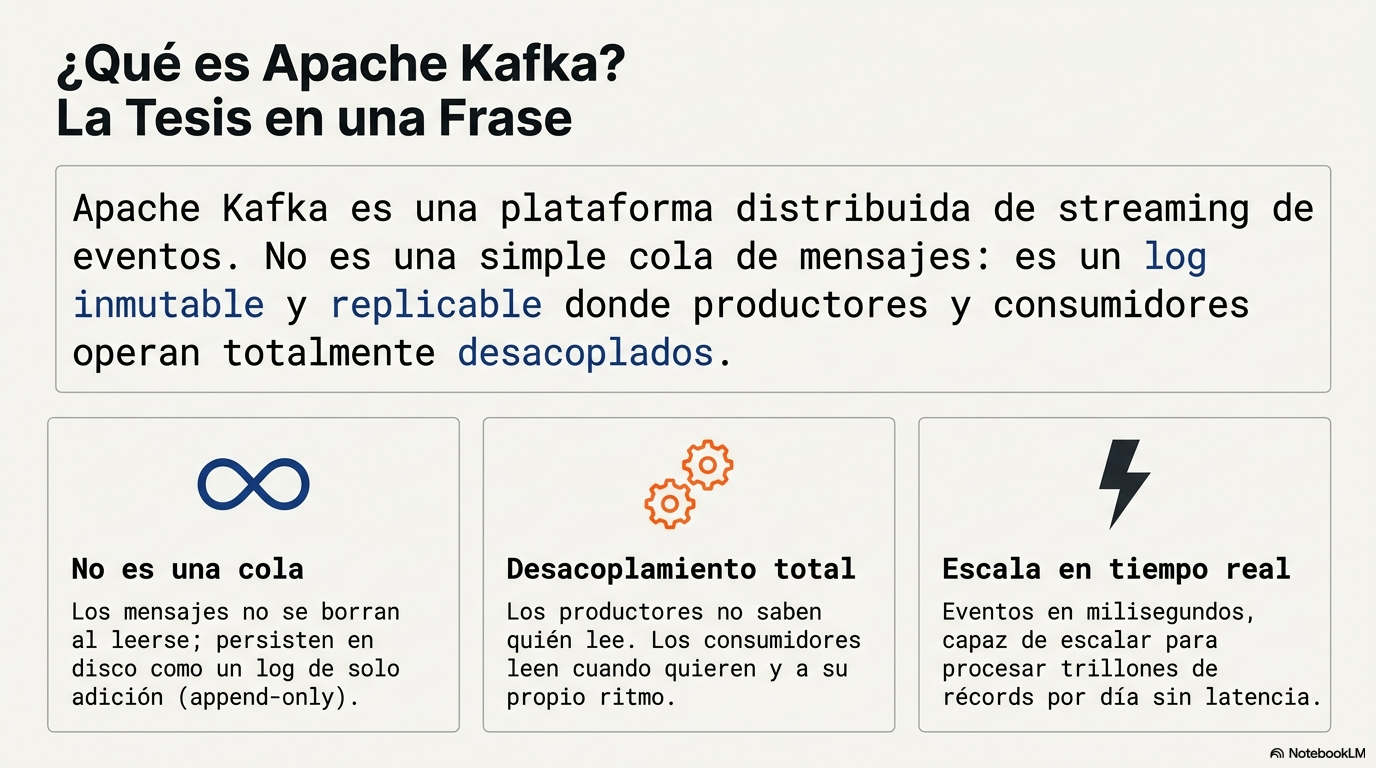 ¿Qué es Apache Kafka?
La Tesis en una Frase
Apache Kafka es una plataforma distribuida de streaming de
eventos. No es una simple cola de mensajes: es un log
inmutable y replicable donde productores y consumidores
operan totalmente desacoplados.
No es una cola
Los mensajes no se borran
al leerse; persisten en
disco como un log de solo
adición (append-only).
Desacoplamiento total
Los productores no saben
quién lee. Los consumidores
leen cuando quieren y a su
propio ritmo.
Escala en tiempo real
Eventos en milisegundos,
capaz de escalar para
procesar trillones de
récords por día sin latencia.
NotebookLM